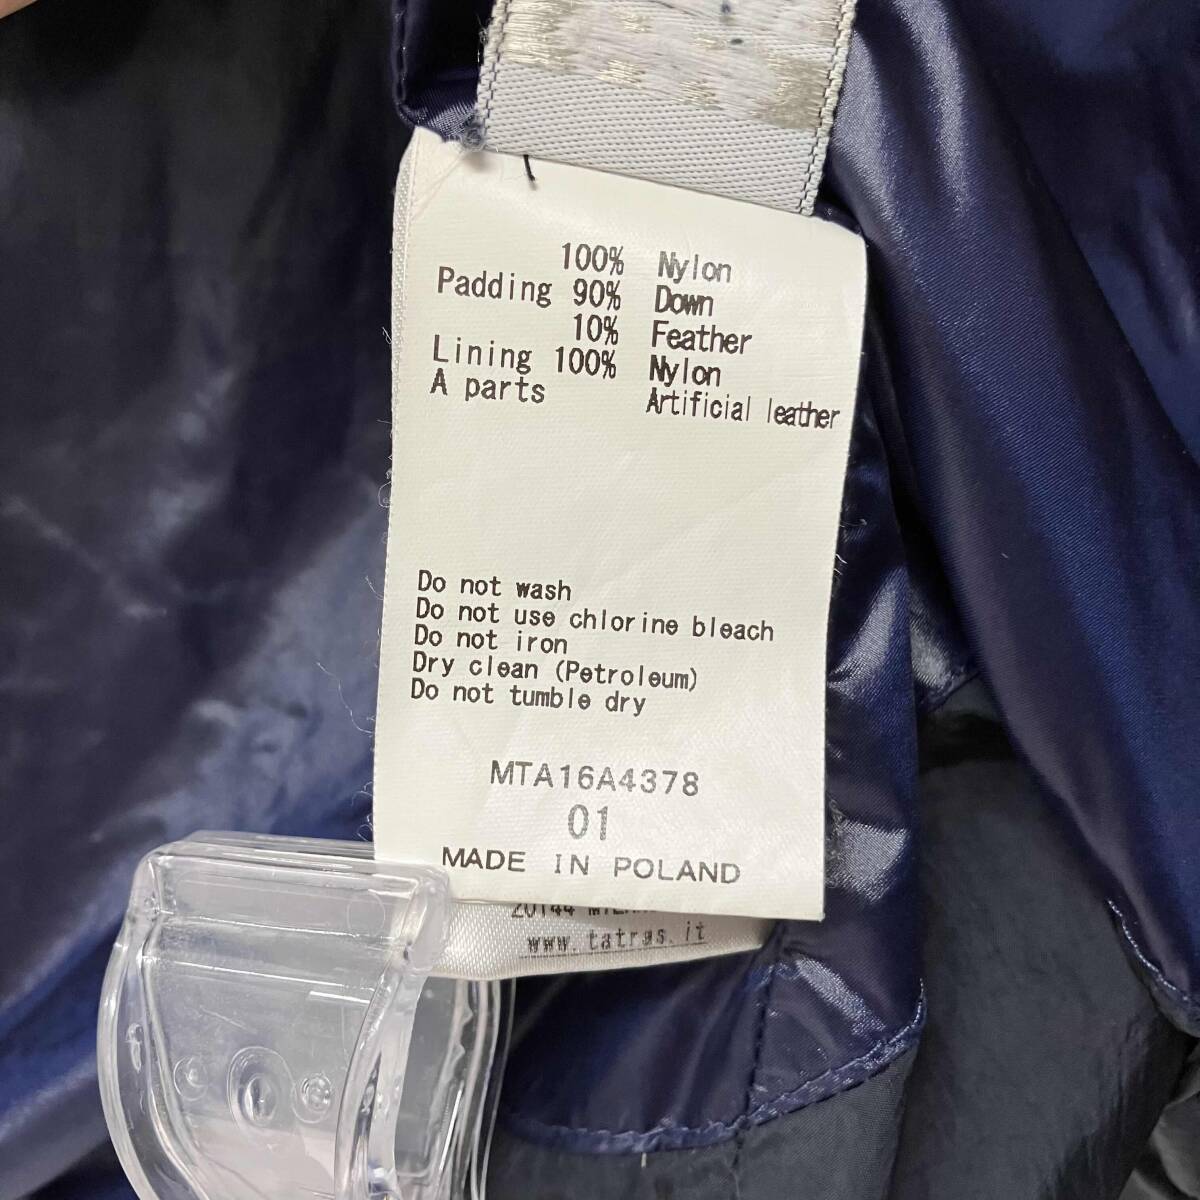 100% Nylon
Padding 90% Down
10% Feather
Lining 100% Nylon
A parts Artificial leather
Do not wash
Do not use chlorine bleach
Do not iron
Dry clean (Petroleum)
Do not tumble dry
MTA16A4378
01
MADE IN POLAND
20144
www.tatras.it